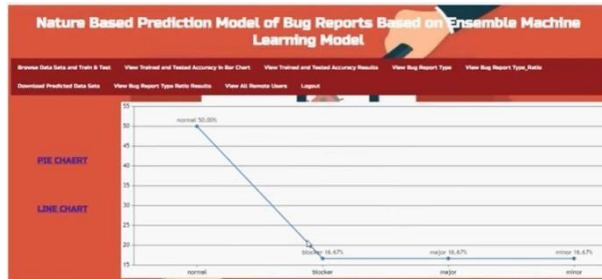 Nature Based Prediction Model of Bug Reports Based on Ensemble Machine
Learning Model
Browse Data Sets and Train & Test View Trained and Tested Accuracy in Bar Chart View Trained and Tested Accuracy Results View Bug Report Type View Bug Report Type_Ratio
Download Predicted Data Sets View Bug Report Type Ratio Results View All Remote Users Logout
PIE CHAERT
LINE CHART
55
50
45
40
35
30
25
20
15
normal 50.00%
blocker 16.67%
mejor 16.67%
minor 16.67%
normal blocker mejor minor